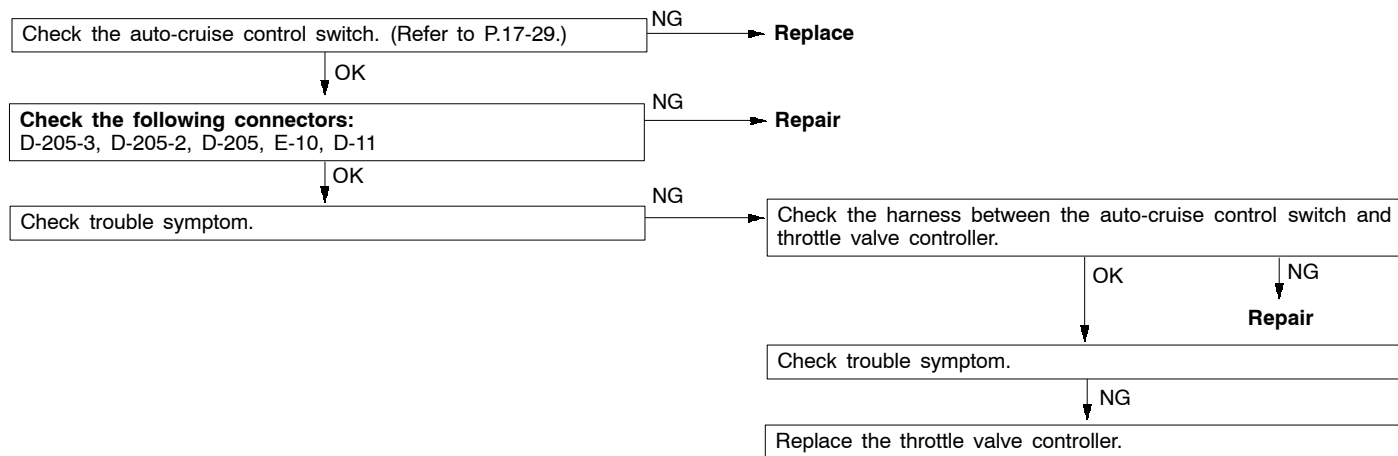 Check the auto-cruise control switch. (Refer to P.17-29.)
NG
Replace
OK
Check the following connectors:
D-205-3, D-205-2, D-205, E-10, D-11
NG
Repair
OK
Check trouble symptom.
NG
Check the harness between the auto-cruise control switch and
throttle valve controller.
OK
NG
Repair
Check trouble symptom.
NG
Replace the throttle valve controller.